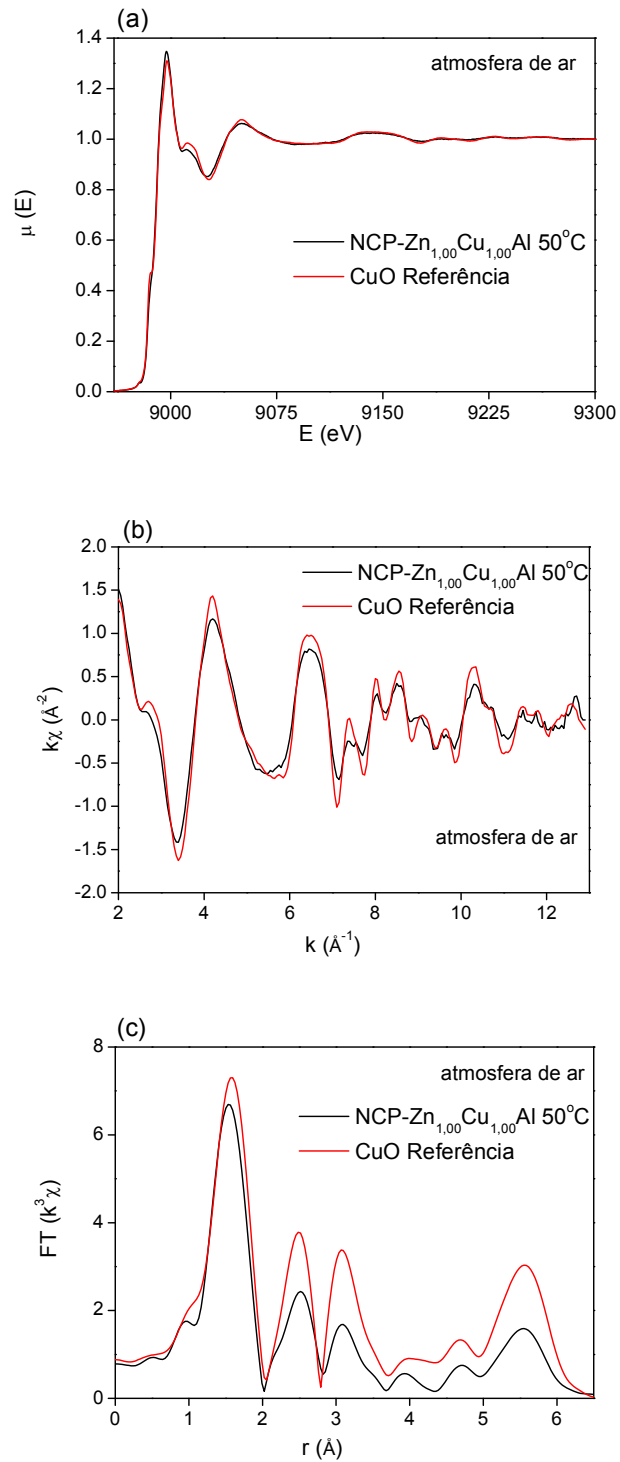 (a)
atmosfera de ar
NCP-Zn₁,₀₀Cu₁,₀₀Al 50°C
CuO Referência
μ (E)
1.4
1.2
1.0
0.8
0.6
0.4
0.2
0.0
9000 9075 9150 9225 9300
E (eV)
(b)
NCP-Zn₁,₀₀Cu₁,₀₀Al 50°C
CuO Referência
kχ (Å⁻²)
2.0
1.5
1.0
0.5
0.0
-0.5
-1.0
-1.5
-2.0
atmosfera de ar
2 4 6 8 10 12
k (Å⁻¹)
(c)
atmosfera de ar
NCP-Zn₁,₀₀Cu₁,₀₀Al 50°C
CuO Referência
FT (k³χ)
8
6
4
2
0
0 1 2 3 4 5 6
r (Å)